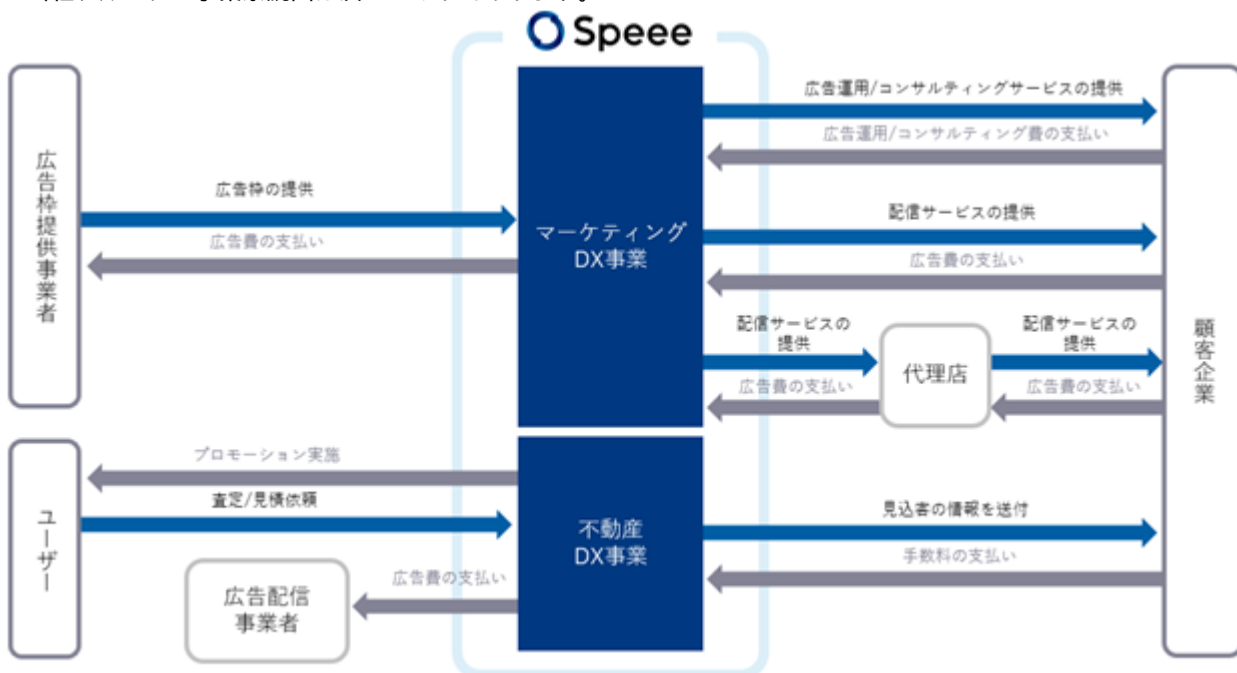 Speee
広告枠提供事業者
広告枠の提供
広告費の支払い
マーケティング
DX事業
広告運用/コンサルティングサービスの提供
広告運用/コンサルティング費の支払い
配信サービスの提供
広告費の支払い
配信サービスの
提供
広告費の支払い
代理店
配信サービスの
提供
広告費の支払い
顧客企業
ユーザー
プロモーション実施
査定/見積依頼
広告費の支払い
広告配信
事業者
不動産
DX事業
見込客の情報を送付
手数料の支払い